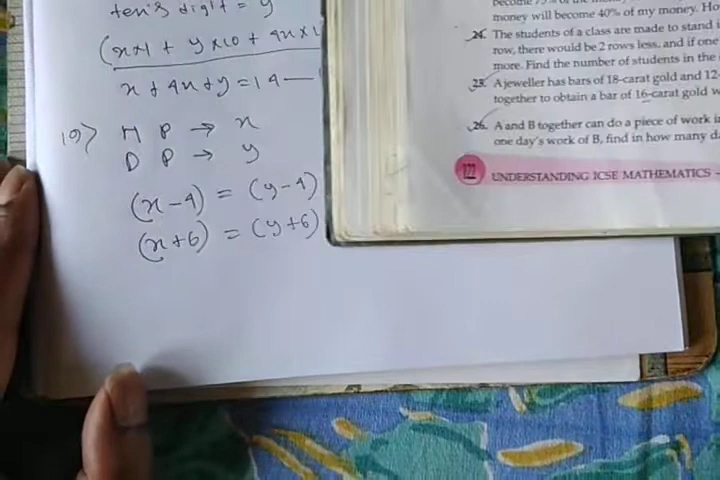 ten's digit = y
(x×1 + y×10 + 4x×1
x + 4x + y = 14 —
19> H P → x
D P → y
(x-4) = (y-4)
(x+6) = (y+6)
money will become 40% of my money. Ho
24. The students of a class are made to stand
row, there would be 2 rows less, and if one
more. Find the number of students in the
25. A jeweller has bars of 18-carat gold and 12-
together to obtain a bar of 16-carat gold w
26. A and B together can do a piece of work i
one day's work of B, find in how many d
122 UNDERSTANDING ICSE MATHEMATICS –